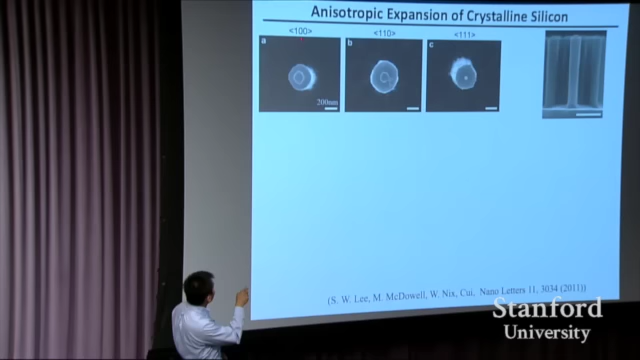 Anisotropic Expansion of Crystalline Silicon
<100> <110> <111>
a b c
200nm
(S. W. Lee, M. McDowell, W. Nix, Cui, Nano Letters 11, 3034 (2011))
Stanford
University